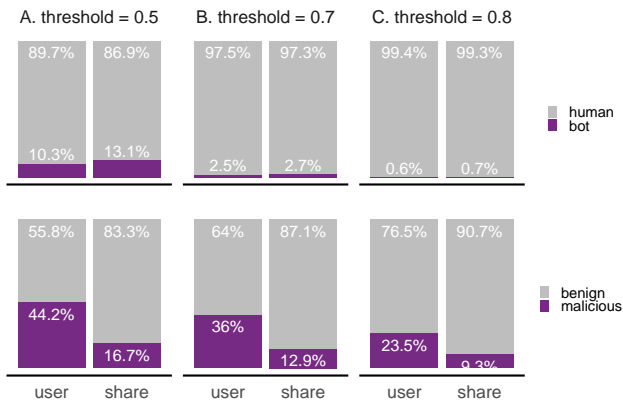 A. threshold = 0.5 B. threshold = 0.7 C. threshold = 0.8
89.7% 86.9% 97.5% 97.3% 99.4% 99.3%
human
bot
10.3% 13.1% 2.5% 2.7% 0.6% 0.7%
55.8% 83.3% 64% 87.1% 76.5% 90.7%
benign
malicious
44.2% 16.7% 36% 12.9% 23.5% 9.3%
user share user share user share